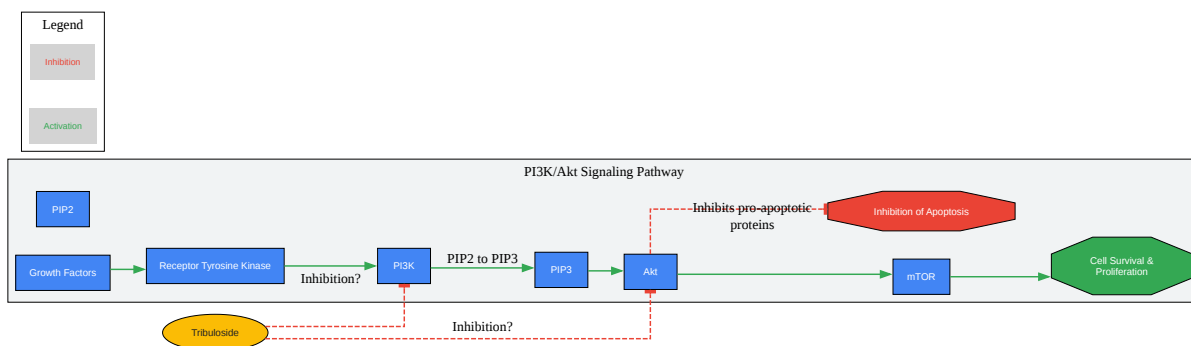 Legend
Inhibition
Activation
PI3K/Akt Signaling Pathway
PIP2
Inhibits pro-apoptotic
proteins
Inhibition of Apoptosis
Growth Factors
Receptor Tyrosine Kinase
Inhibition?
PI3K
PIP2 to PIP3
PIP3
Akt
mTOR
Cell Survival &
Proliferation
Tribuloside
Inhibition?